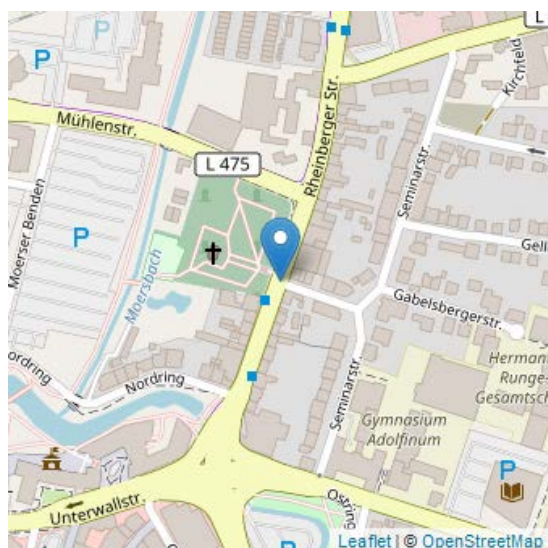 L
P
P
Kirchfeld
Mühlenstr.
Rheinberger Str.
L 475
Seminarstr.
Moerser Benden
P
Gell
Moersbach
Gabelsbergerstr.
Nordring
Nordring
Hermann
Runge
Gesamtsch
Seminarstr.
Gymnasium
Adolfinum
P
Unterwallstr.
Ostring
P
Leaflet | © OpenStreetMap